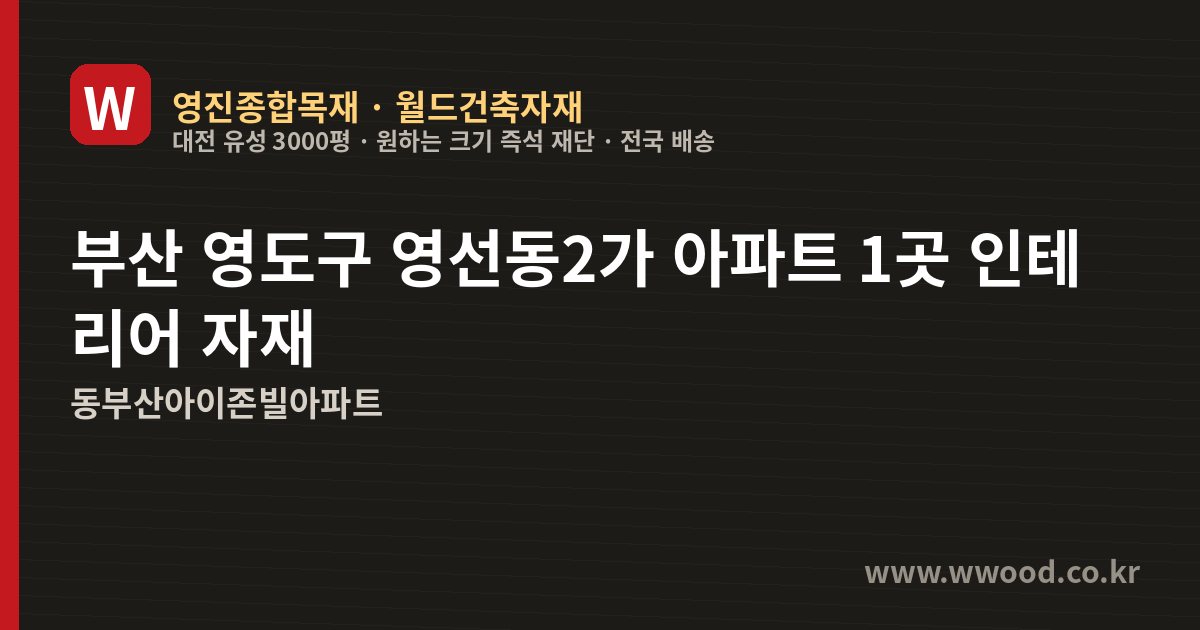 W
영진종합목재 · 월드건축자재
대전 유성 3000평 · 원하는 크기 즉석 재단 · 전국 배송
부산 영도구 영선동2가 아파트 1곳 인테
리어 자재
동부산아이존빌아파트
www.wwood.co.kr